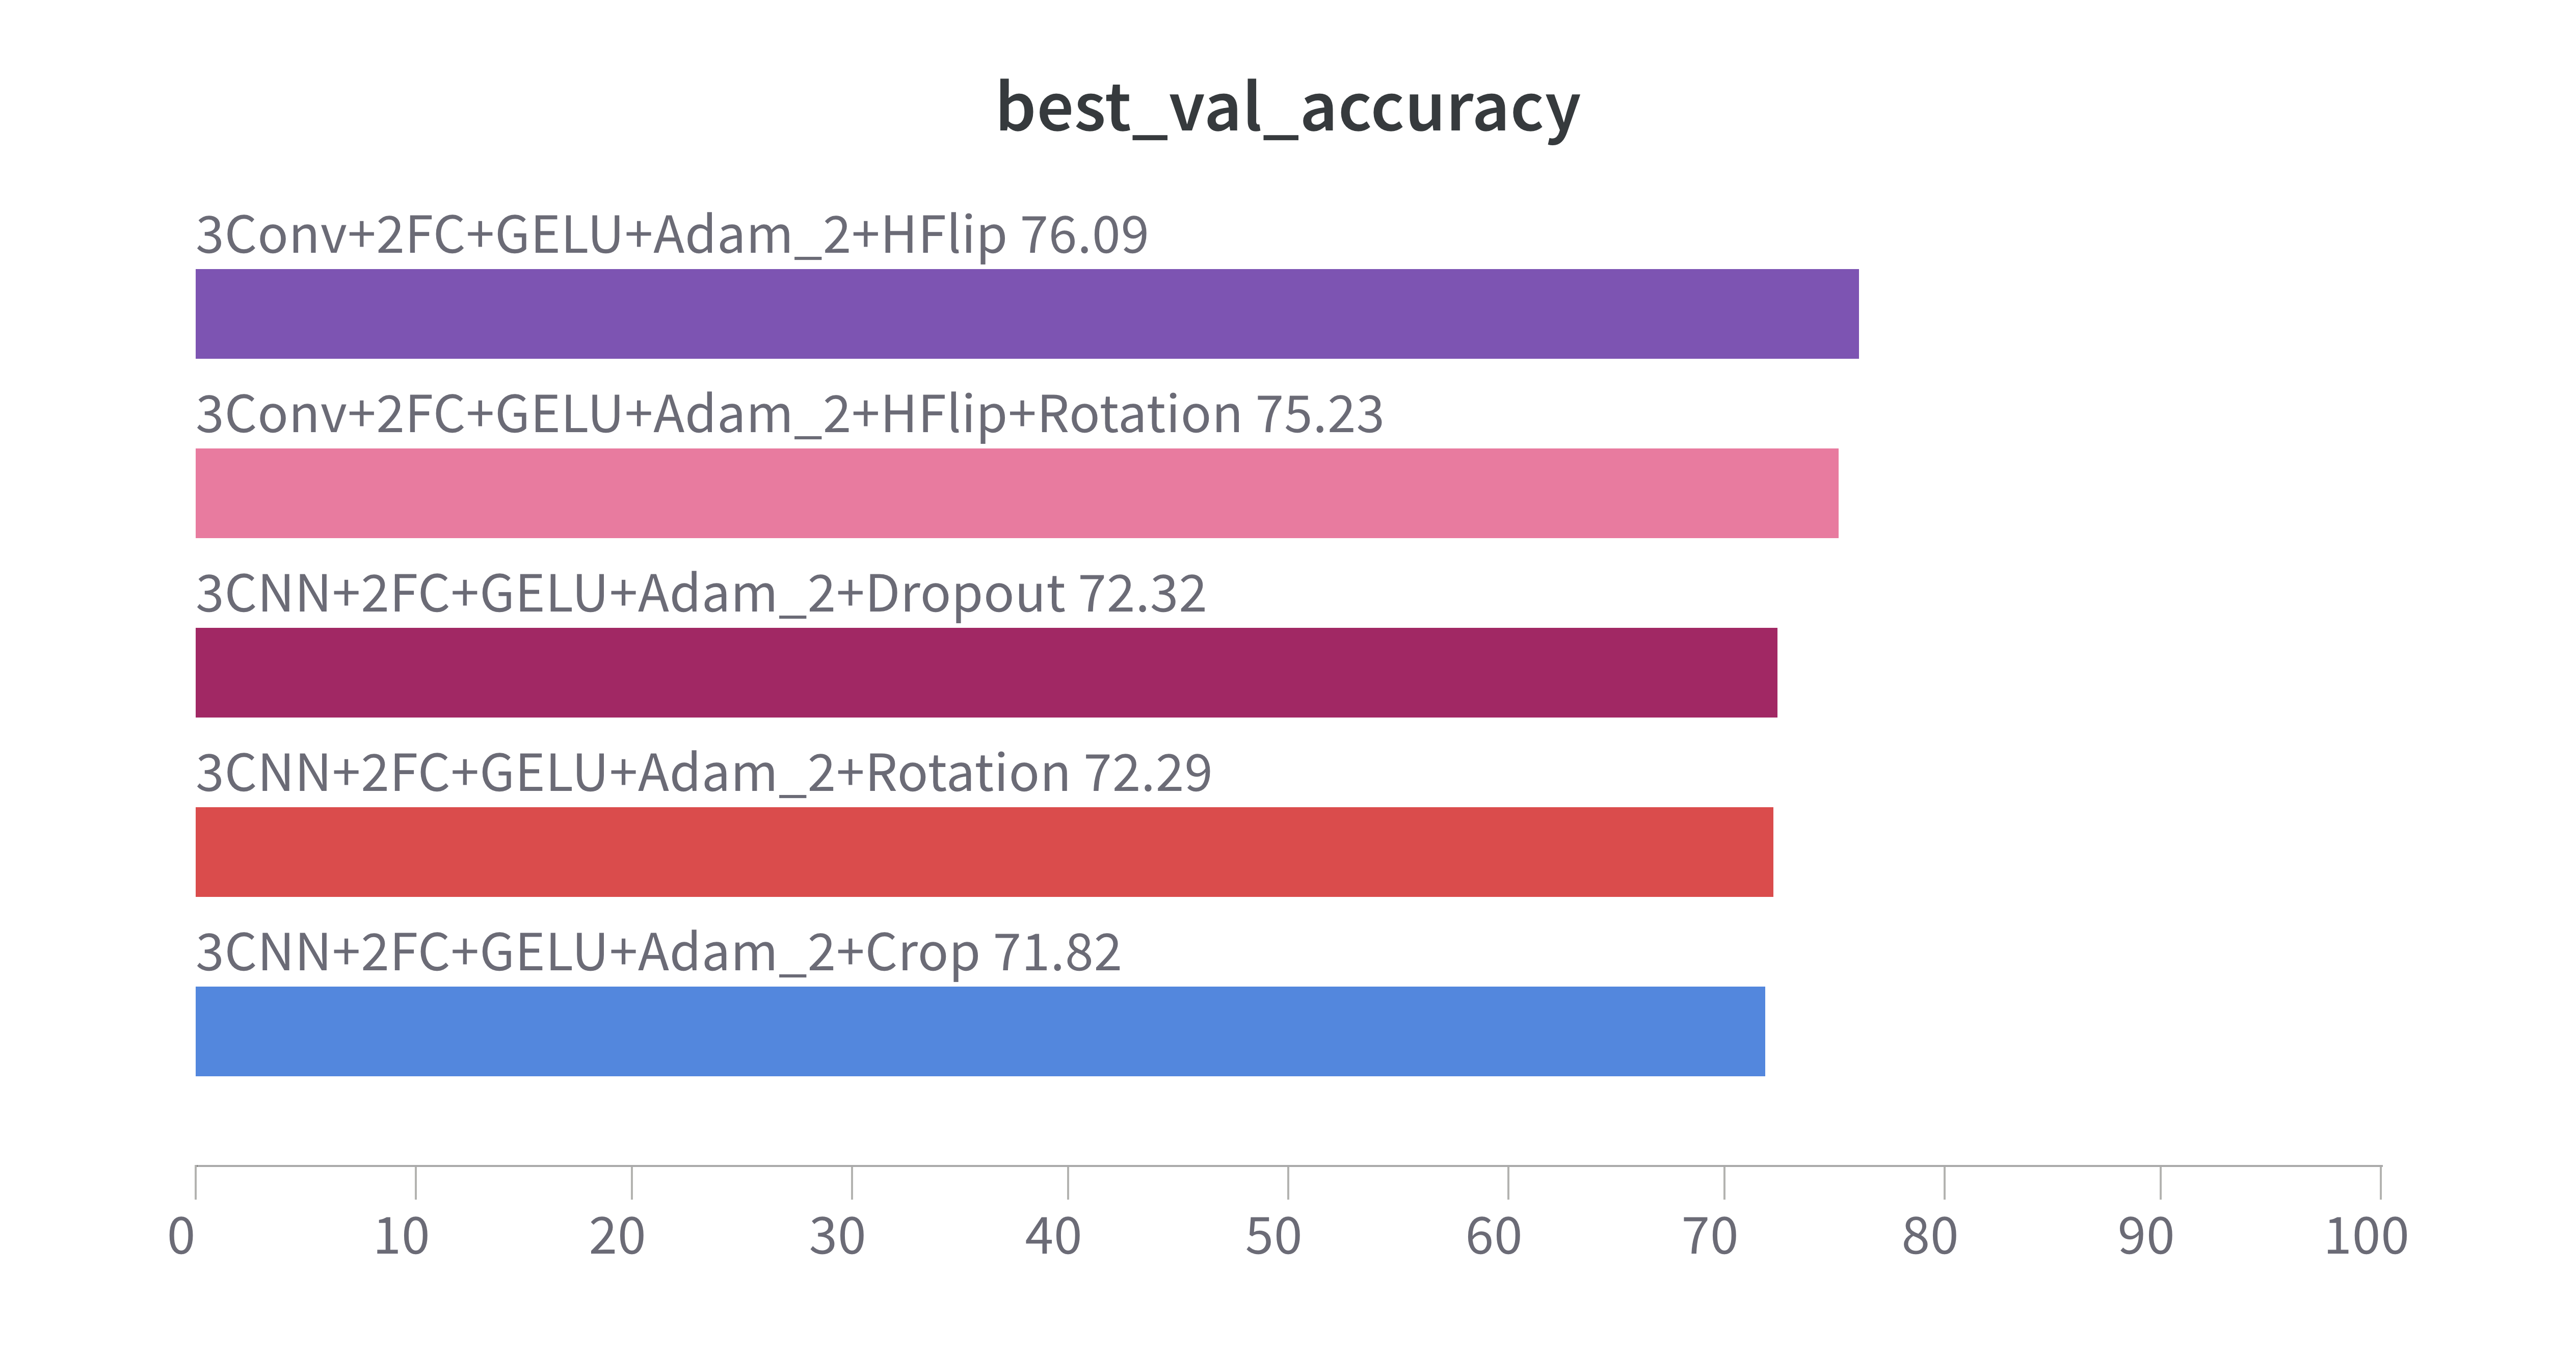 best_val_accuracy
3Conv+2FC+GELU+Adam_2+HFlip 76.09
3Conv+2FC+GELU+Adam_2+HFlip+Rotation 75.23
3CNN+2FC+GELU+Adam_2+Dropout 72.32
3CNN+2FC+GELU+Adam_2+Rotation 72.29
3CNN+2FC+GELU+Adam_2+Crop 71.82
0 10 20 30 40 50 60 70 80 90 100